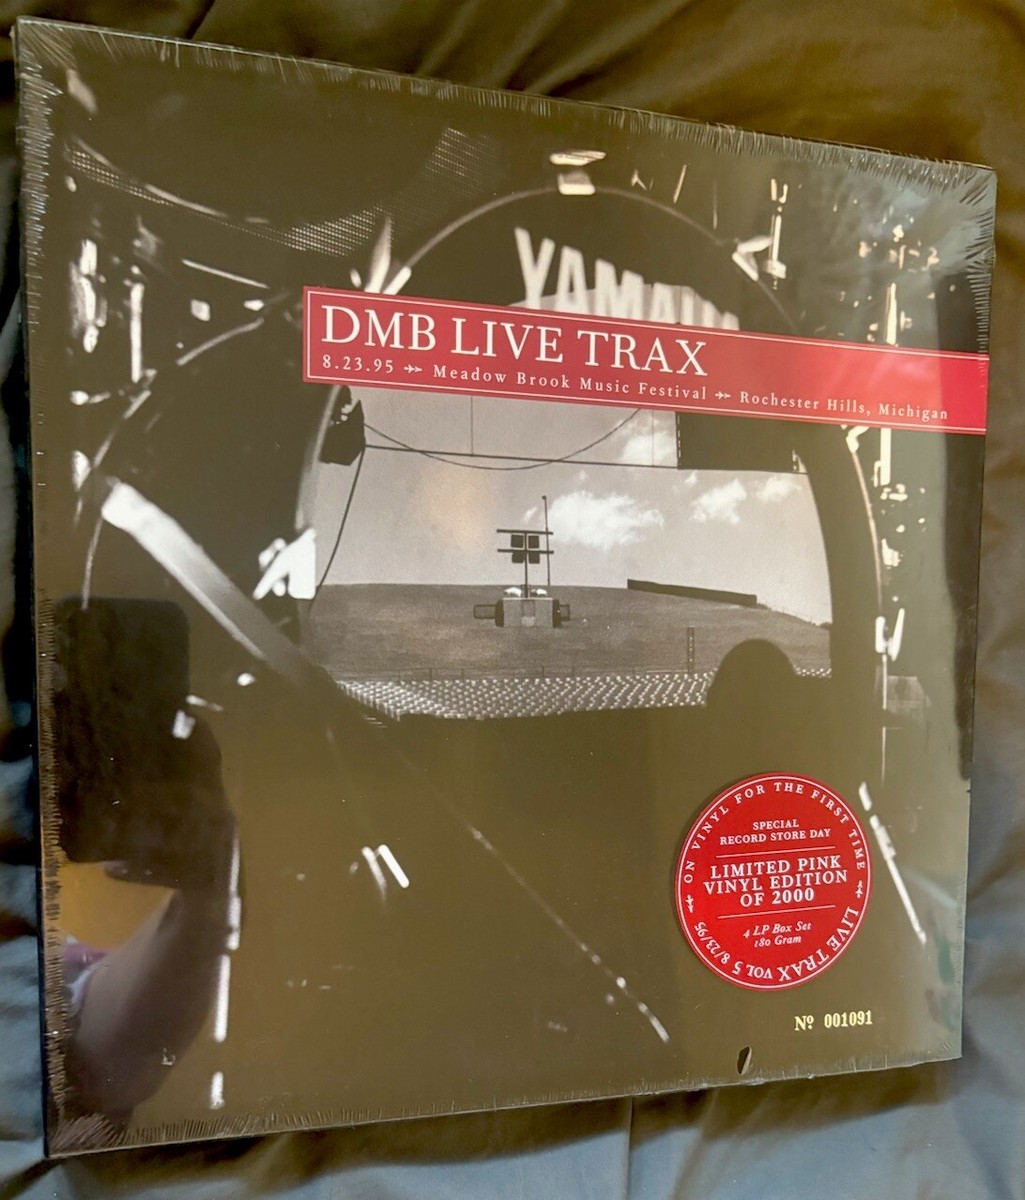 YAMAHA
DMB LIVE TRAX
8.23.95 ➳ Meadow Brook Music Festival ➳ Rochester Hills, Michigan
ON VINYL FOR THE FIRST TIME ➳ LIVE TRAX VOL 5 8/23/95 ➳
SPECIAL
RECORD STORE DAY
LIMITED PINK
VINYL EDITION
OF 2000
4 LP Box Set
180 Gram
Nº 001091